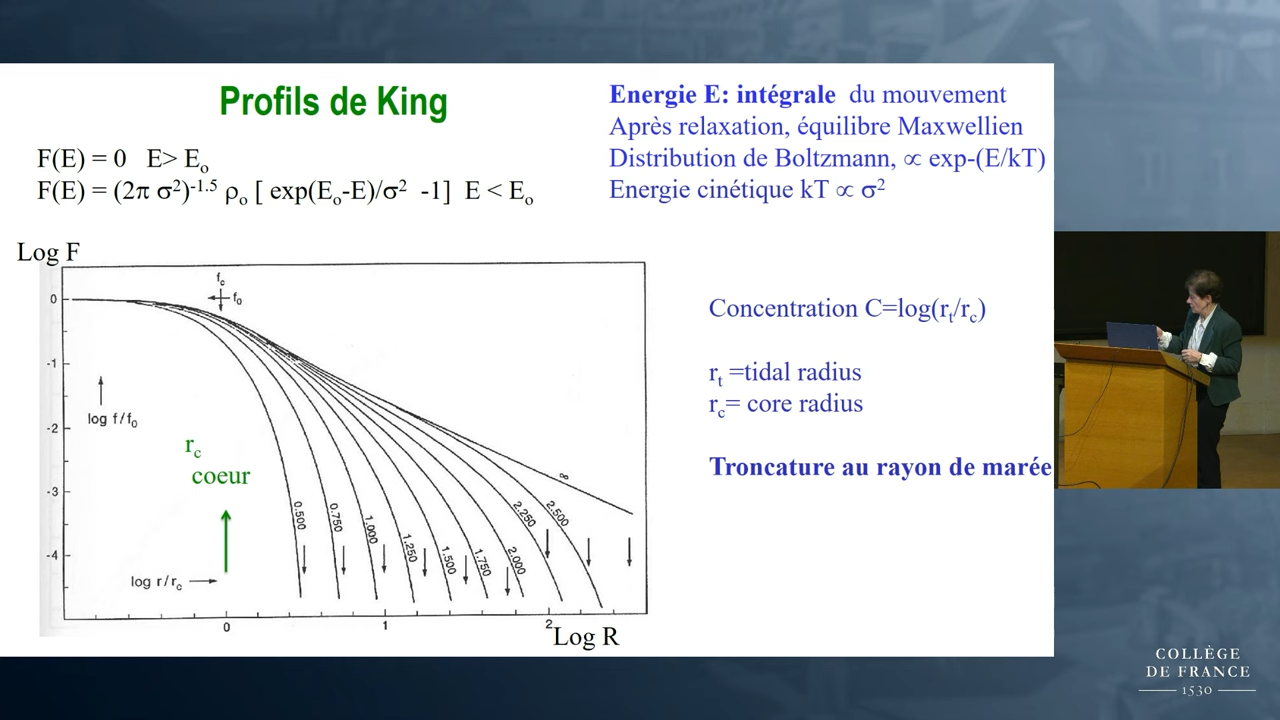 Profils de King
F(E) = 0 E> Eo
F(E) = (2π σ²)-1.5 ρo [ exp(Eo-E)/σ² -1] E < Eo
Energie E: intégrale du mouvement
Après relaxation, équilibre Maxwellien
Distribution de Boltzmann, ∝ exp-(E/kT)
Energie cinétique kT ∝ σ²
Log F
fc
fo
0
-1
-2
-3
-4
log f/fo
rc
coeur
log r/rc
0.500
0.750
1.000
1.250
1.500
1.750
2.000
2.250
2.500
∞
0
1
2
Log R
Concentration C=log(rt/rc)
rt =tidal radius
rc= core radius
Troncature au rayon de marée
COLLÈGE
DE FRANCE
1530